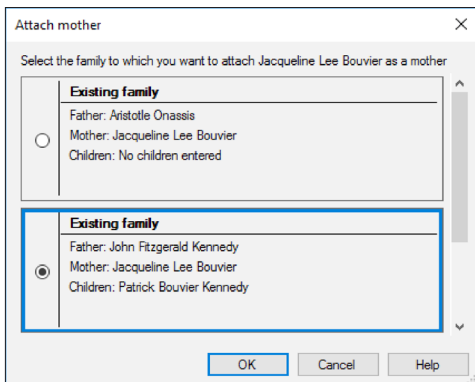 Attach mother
Select the family to which you want to attach Jacqueline Lee Bouvier as a mother
Existing family
Father: Aristotle Onassis
Mother: Jacqueline Lee Bouvier
Children: No children entered
Existing family
Father: John Fitzgerald Kennedy
Mother: Jacqueline Lee Bouvier
Children: Patrick Bouvier Kennedy
OK Cancel Help